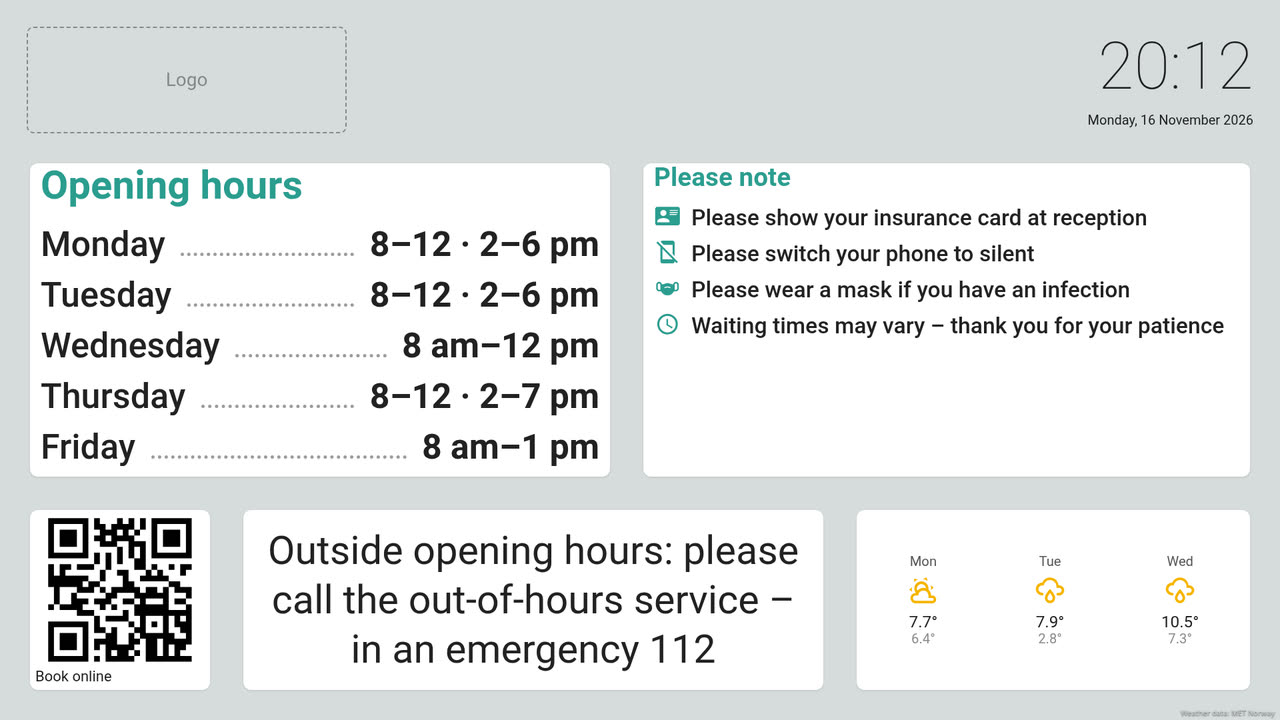 Logo
20:12
Monday, 16 November 2026
Opening hours
Monday 8–12 · 2–6 pm
Tuesday 8–12 · 2–6 pm
Wednesday 8 am–12 pm
Thursday 8–12 · 2–7 pm
Friday 8 am–1 pm
Please note
Please show your insurance card at reception
Please switch your phone to silent
Please wear a mask if you have an infection
Waiting times may vary – thank you for your patience
Book online
Outside opening hours: please
call the out-of-hours service –
in an emergency 112
Mon Tue Wed
7.7° 7.9° 10.5°
6.4° 2.8° 7.3°
Weather data: MET Norway